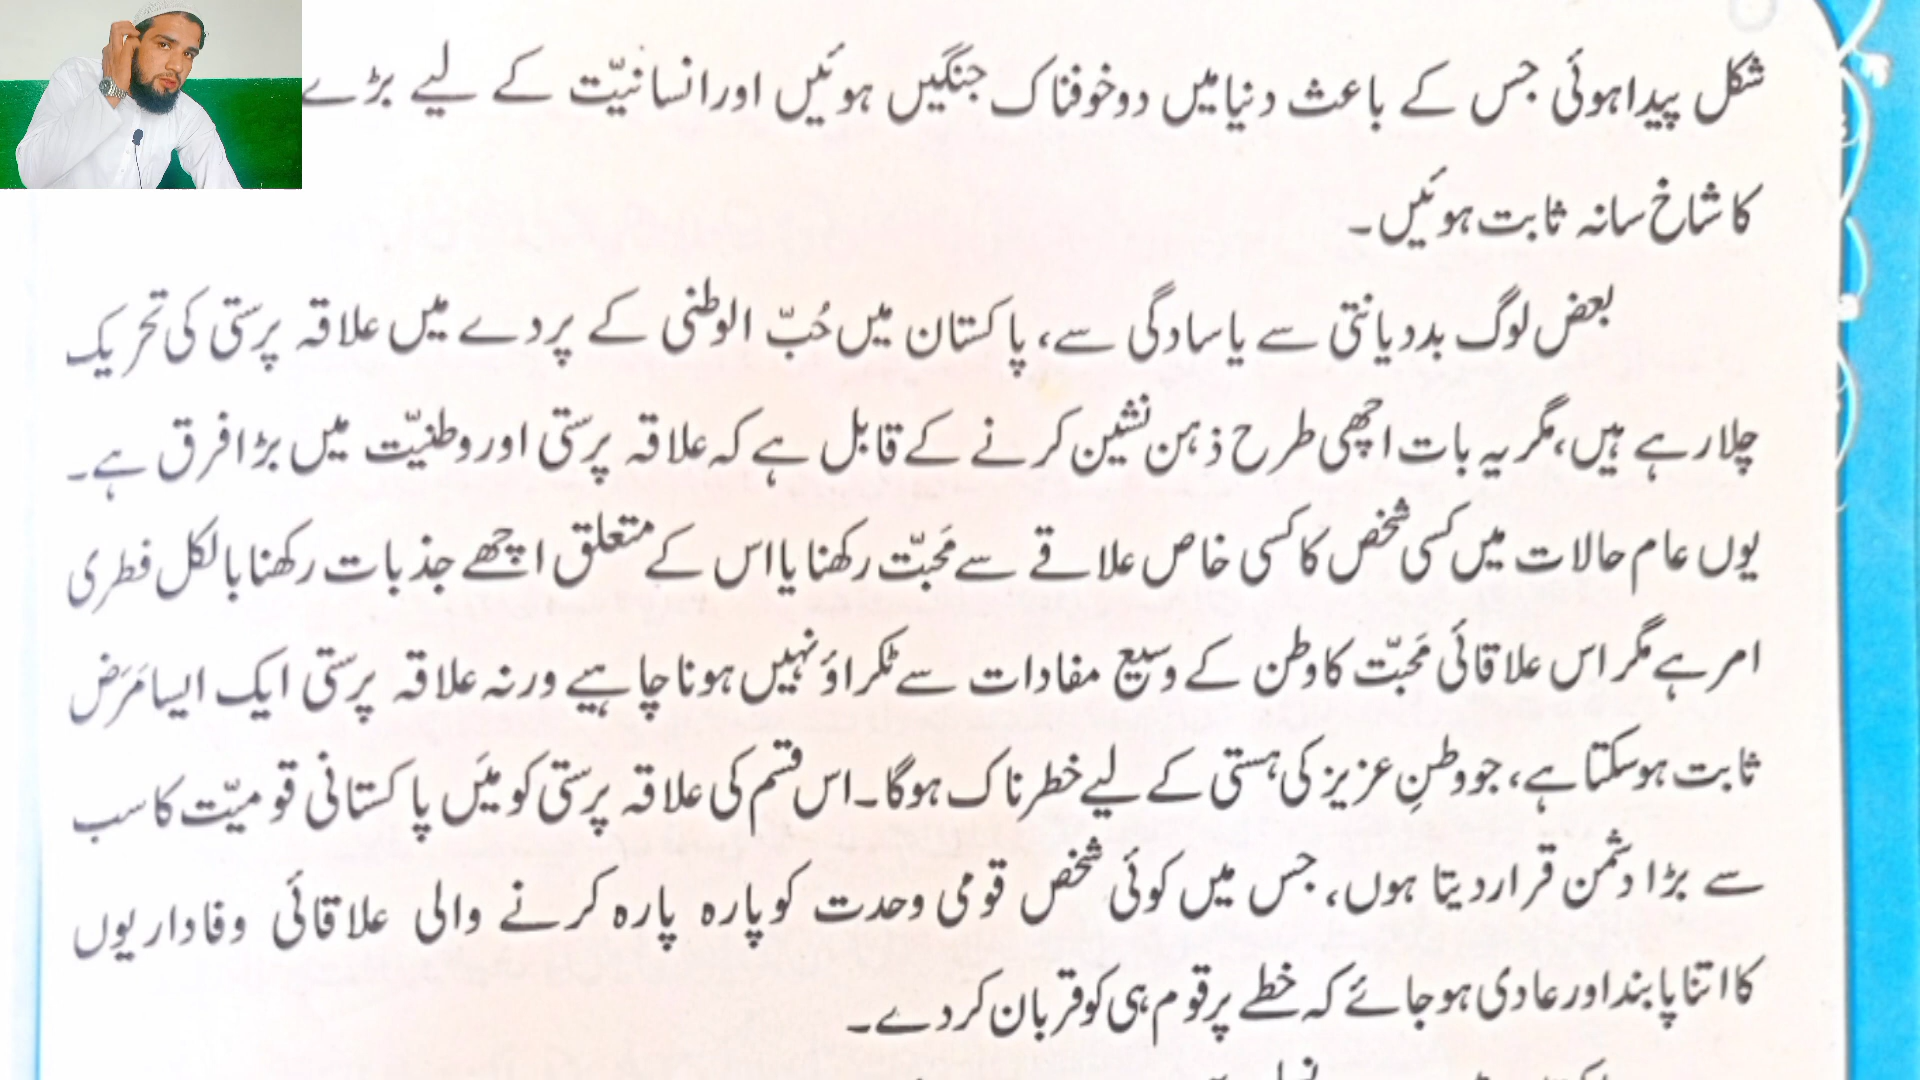 شکل پیدا ہوئی جس کے باعث دنیا میں دو خوفناک جنگیں ہوئیں اور انسانیّت کے لیے بڑے
کا شاخ سانہ ثابت ہوئیں۔
بعض لوگ بددیانتی سے یا سادگی سے، پاکستان میں حُبّ الوطنی کے پردے میں علاقہ پرستی کی تحریک
چلا رہے ہیں، مگر یہ بات اچھی طرح ذہن نشین کرنے کے قابل ہے کہ علاقہ پرستی اور وطنیّت میں بڑا فرق ہے۔
یوں عام حالات میں کسی شخص کا کسی خاص علاقے سے مَحبّت رکھنا یا اس کے متعلق اچھے جذبات رکھنا بالکل فطری
امر ہے مگر اس علاقائی مَحبّت کا وطن کے وسیع مفادات سے ٹکراؤ نہیں ہونا چاہیے ورنہ علاقہ پرستی ایک ایسا مَرَض
ثابت ہو سکتا ہے، جو وطنِ عزیز کی ہستی کے لیے خطرناک ہوگا۔ اس قسم کی علاقہ پرستی کو مَیں پاکستانی قومیّت کا سب
سے بڑا دشمن قرار دیتا ہوں، جس میں کوئی شخص قومی وحدت کو پارہ پارہ کرنے والی علاقائی وفاداریوں
کا اتنا پابند اور عادی ہو جائے کہ خطے پر قوم ہی کو قربان کر دے۔